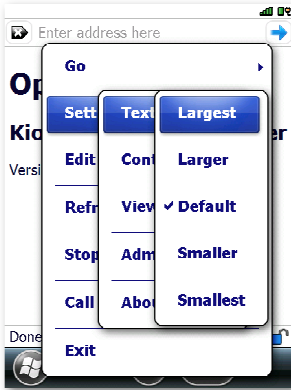 Enter address here
Op
Go
Sett
Text
Largest
Kio
er
Edit
Cont
Larger
Versi
Refr
View
Default
Stop
Adm
Smaller
Call
Abou
Smallest
Done
Exit